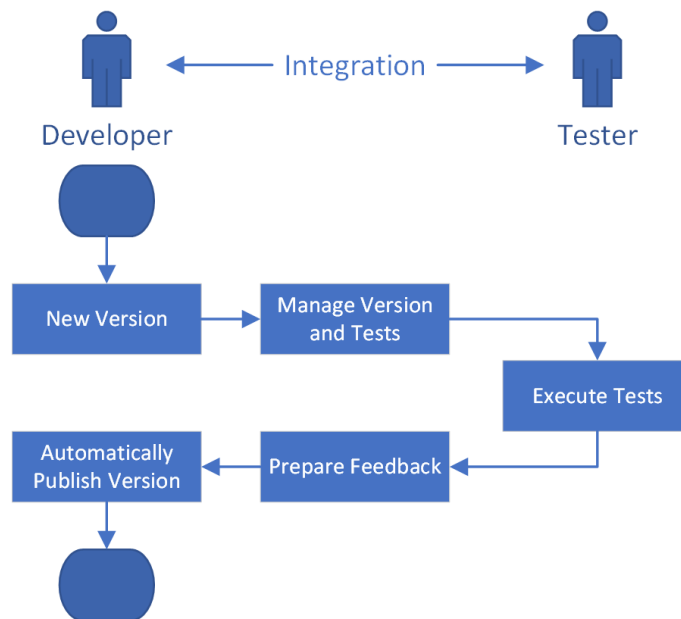 Integration
Developer
Tester
New Version
Manage Version
and Tests
Execute Tests
Automatically
Publish Version
Prepare Feedback